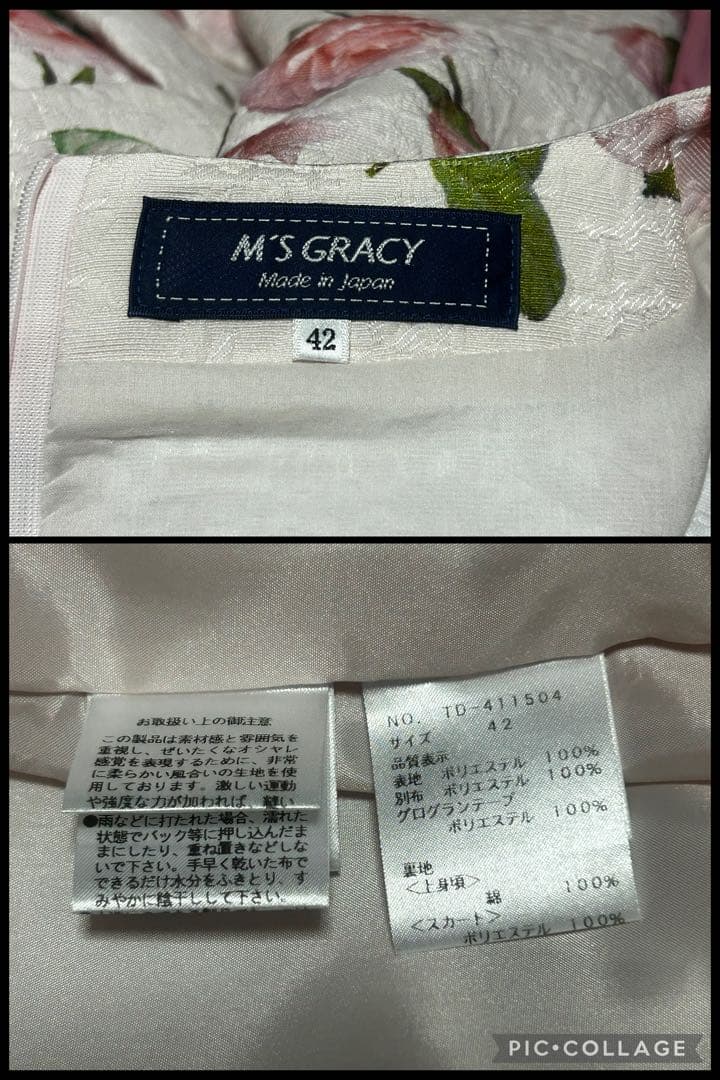 M'S GRACY
Made in Japan
42
お取扱い上の御注意
この製品は素材感と雰囲気を
重視し、ぜいたくなオシャレ
感覚を表現するために、非常
に柔らかい風合いの生地を使
用しております。激しい運動
や強度な力が加われば、縫い
●雨などに打たれた場合、濡れた
状態でバック等に押し込んだま
まにしたり、重ね置きなどしな
いで下さい。手早く乾いた布で
できるだけ水分をふきとり、す
みやかに陰干しして下さい。
NO. TD-411504
サイズ 42
品質表示
表地 ポリエステル 100%
別布 ポリエステル 100%
グログランテープ
ポリエステル 100%
裏地
<上身頃>
綿 100%
<スカート>
ポリエステル 100%
PIC•COLLAGE